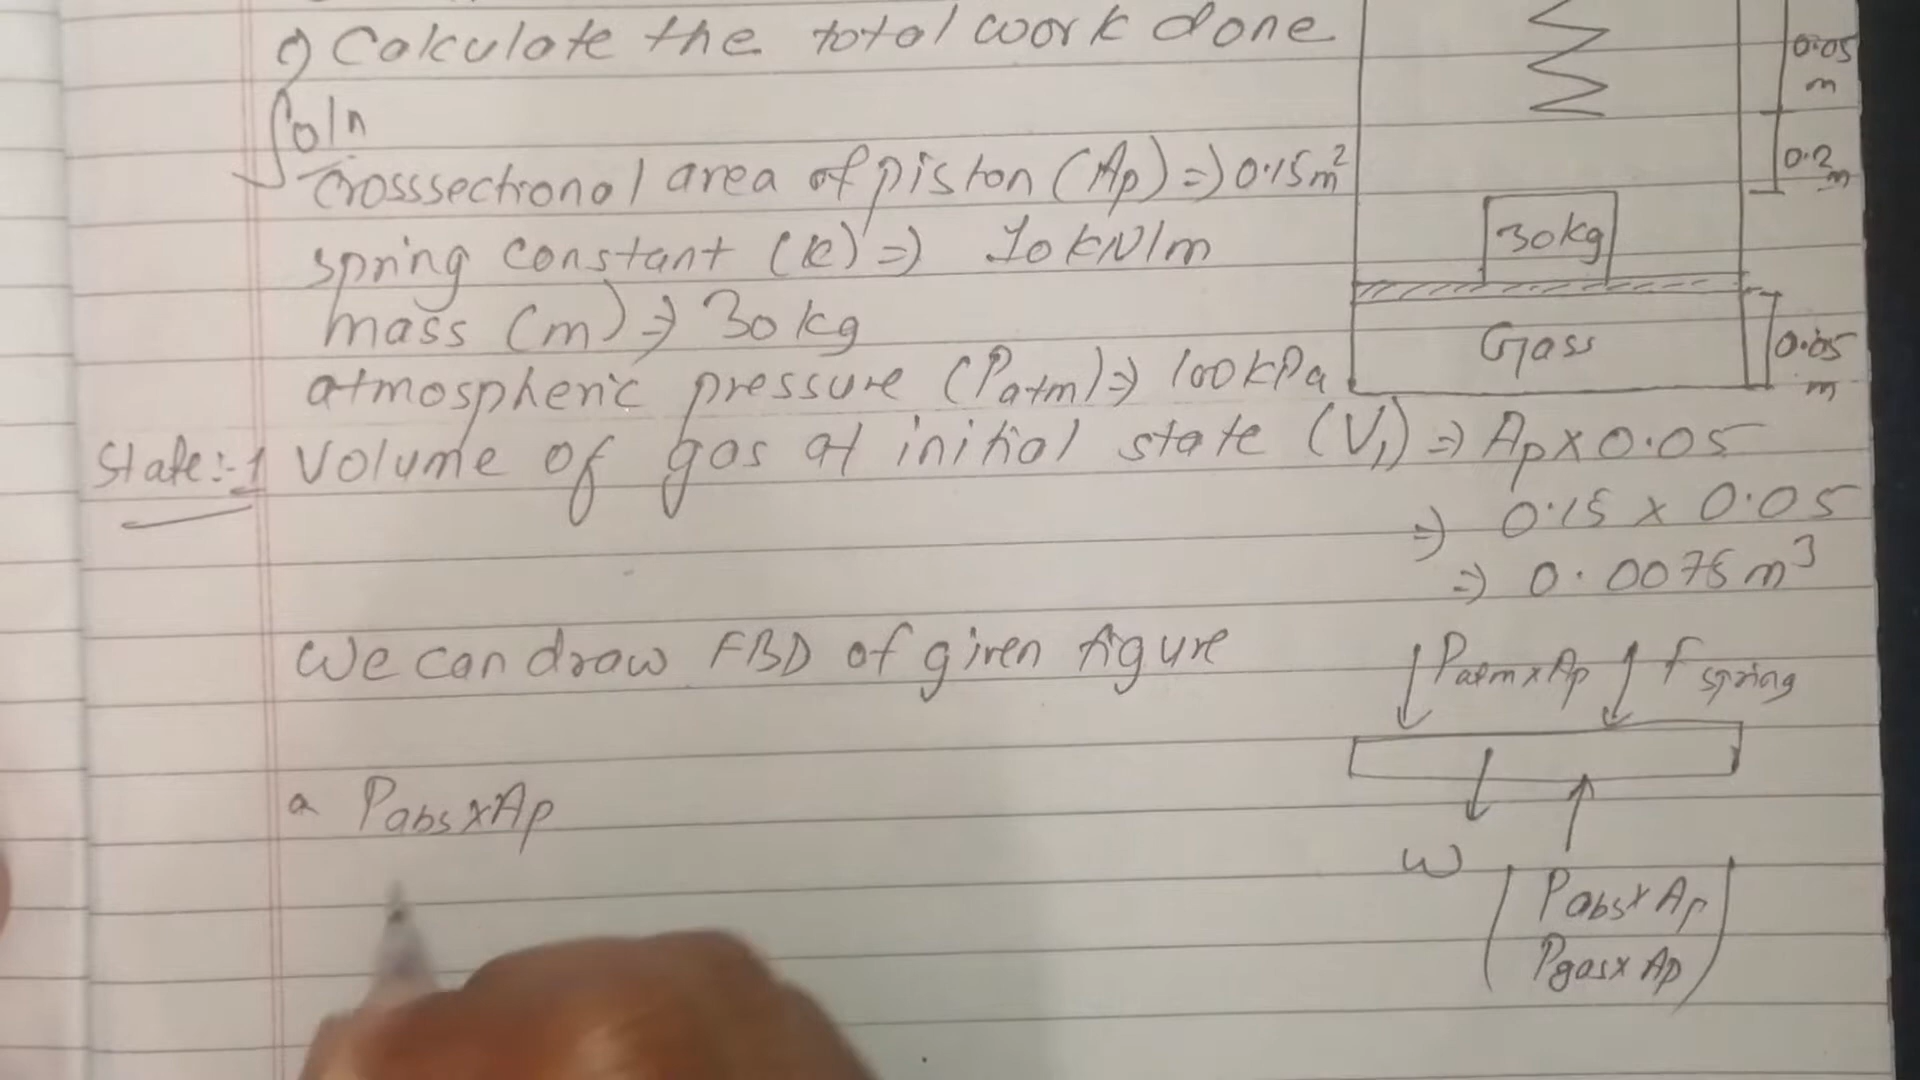 c) Calculate the total work done
Soln
Crosssectional area of piston (Ap) => 0.15m²
spring constant (k) => 10kN/m
mass (m) => 30kg
atmospheric pressure (Patm) => 100kPa
State:-1 Volume of gas at initial state (V₁) => Ap x 0.05
=> 0.15 x 0.05
=> 0.0075m³
We can draw FBD of given figure
a Pabs x Ap
0.05
m
0.2
m
30kg
Gass
0.05
m
Patm x Ap
Fspring
W
Pabs x Ap
Pgas x Ap